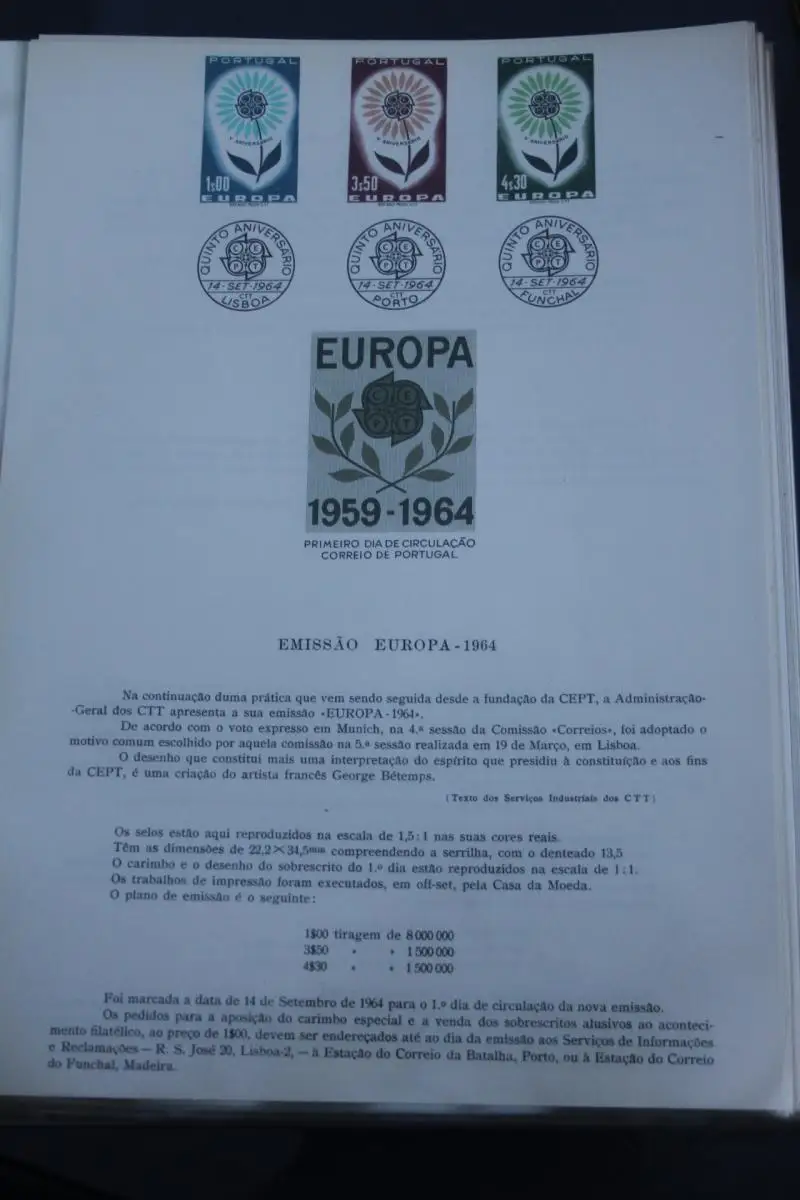 PORTUGAL PORTUGAL PORTUGAL
V ANIVERSARIO V ANIVERSARIO V ANIVERSARIO
1$00 3$50 4$30
EUROPA EUROPA EUROPA
QUINTO ANIVERSÁRIO QUINTO ANIVERSÁRIO QUINTO ANIVERSÁRIO
C E C E C E
P T P T P T
14-SET-1964 14-SET-1964 14-SET-1964
CTT CTT CTT
LISBOA PORTO FUNCHAL
EUROPA
C E
P T
1959-1964
PRIMEIRO DIA DE CIRCULAÇÃO
CORREIO DE PORTUGAL
EMISSÃO EUROPA-1964
Na continuação duma prática que vem sendo seguida desde a fundação da CEPT, a Administração-
-Geral dos CTT apresenta a sua emissão «EUROPA-1964».
De acordo com o voto expresso em Munich, na 4.ª sessão da Comissão «Correios», foi adoptado o
motivo comum escolhido por aquela comissão na 5.ª sessão realizada em 19 de Março, em Lisboa.
O desenho que constitui mais uma interpretação do espírito que presidiu à constituição e aos fins
da CEPT, é uma criação do artista francês George Bétemps.
(Texto dos Serviços Industriais dos CTT)
Os selos estão aqui reproduzidos na escala de 1,5:1 nas suas cores reais.
Têm as dimensões de 22,2×34,5mm compreendendo a serrilha, com o denteado 13,5
O carimbo e o desenho do sobrescrito do 1.º dia estão reproduzidos na escala de 1:1.
Os trabalhos de impressão foram executados, em off-set, pela Casa da Moeda.
O plano de emissão é o seguinte:
1$00 tiragem de 8 000 000
3$50 » » 1 500 000
4$30 » » 1 500 000
Foi marcada a data de 14 de Setembro de 1964 para o 1.º dia de circulação da nova emissão.
Os pedidos para a aposição do carimbo especial e a venda dos sobrescritos alusivos ao aconteci-
mento filatélico, ao preço de 1$00, devem ser endereçados até ao dia da emissão aos Serviços de Informações
e Reclamações — R. S. José 20, Lisboa-2, — à Estação do Correio da Batalha, Porto, ou à Estação do Correio
do Funchal, Madeira.